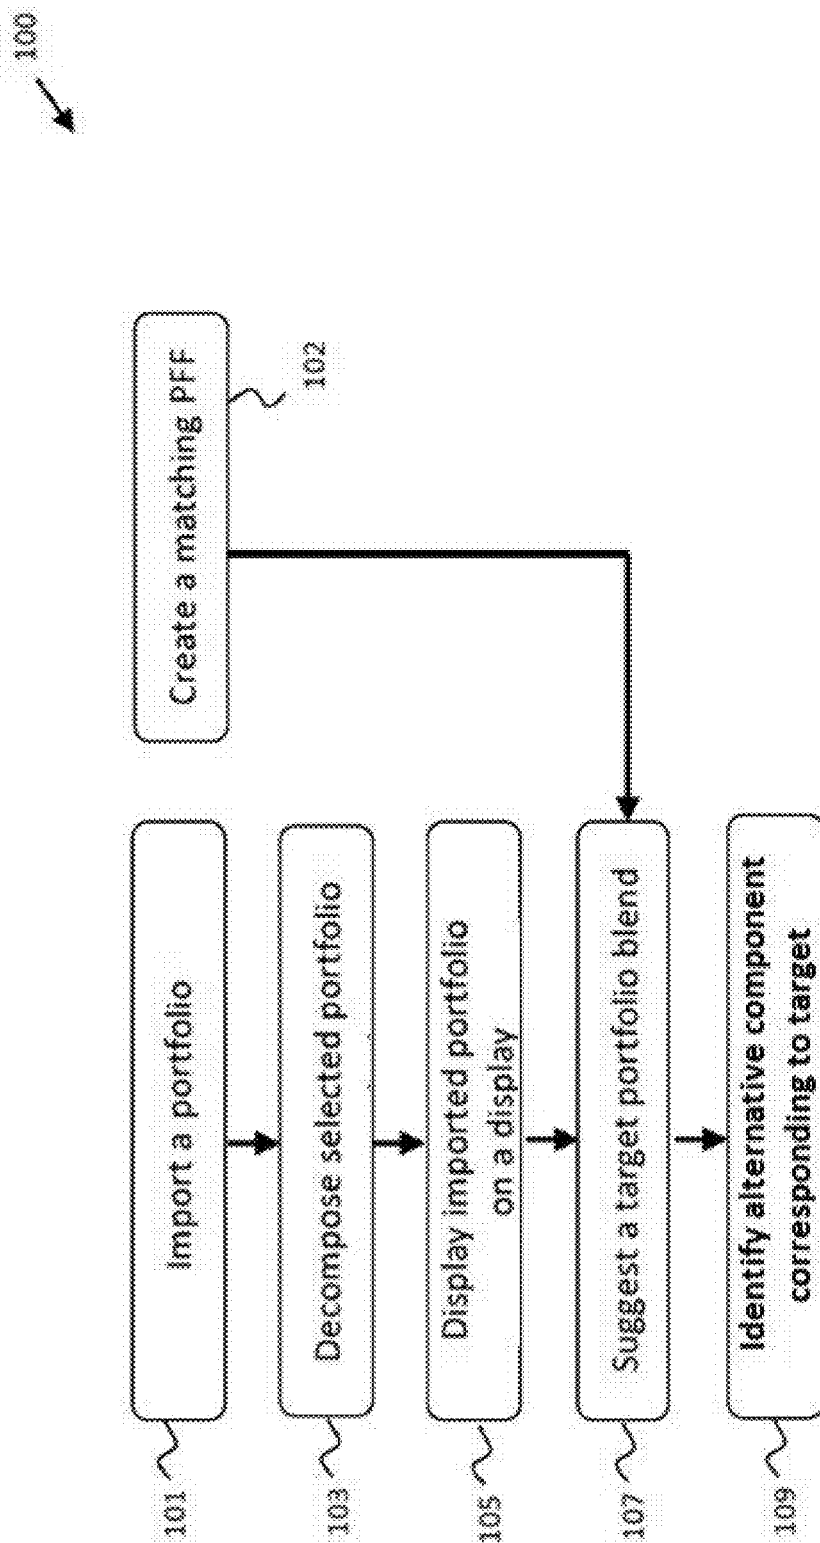 100
Import a portfolio
101
Create a matching PFF
102
Decompose selected portfolio
103
Display imported portfolio
on a display
105
Suggest a target portfolio blend
107
Identify alternative component
corresponding to target
109